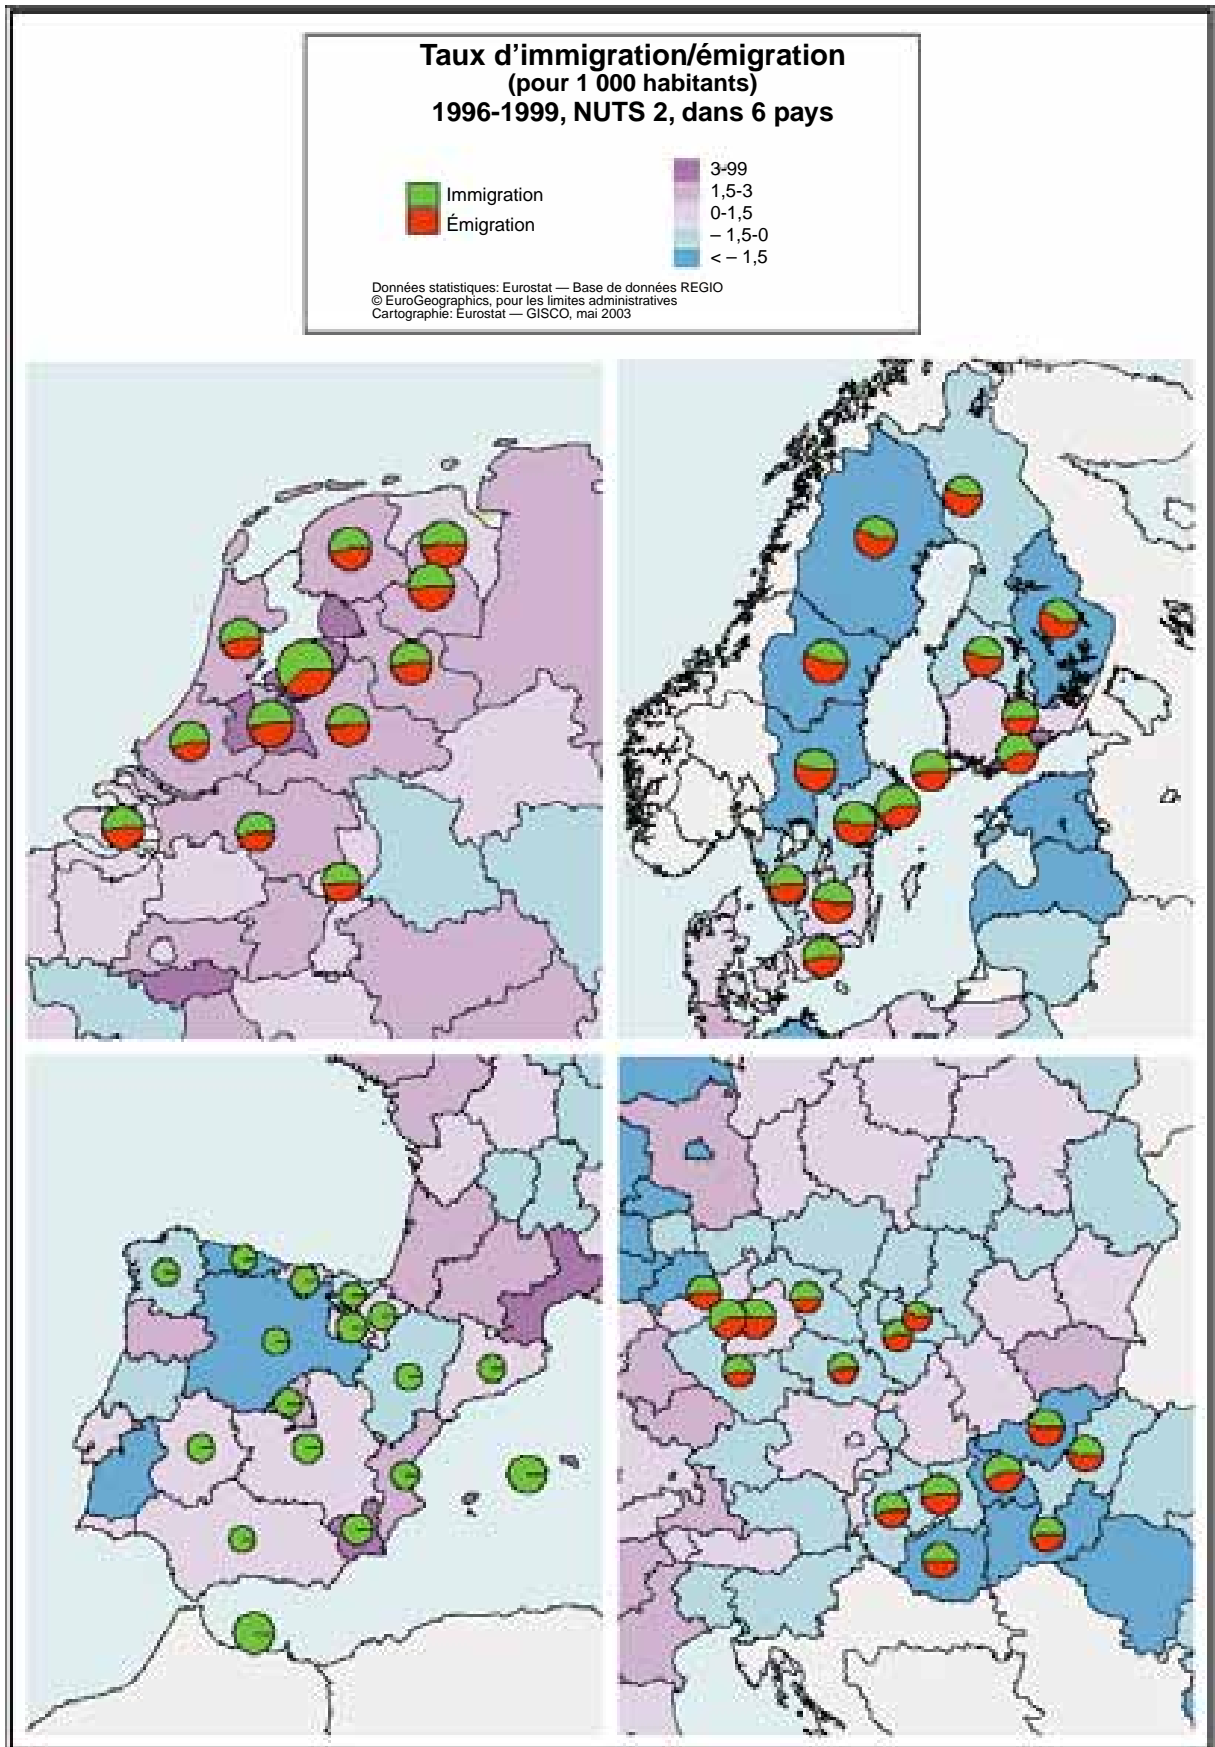 Taux d'immigration/émigration
(pour 1 000 habitants)
1996-1999, NUTS 2, dans 6 pays
Immigration
Émigration
3-99
1,5-3
0-1,5
– 1,5-0
< – 1,5
Données statistiques: Eurostat — Base de données REGIO
© EuroGeographics, pour les limites administratives
Cartographie: Eurostat — GISCO, mai 2003